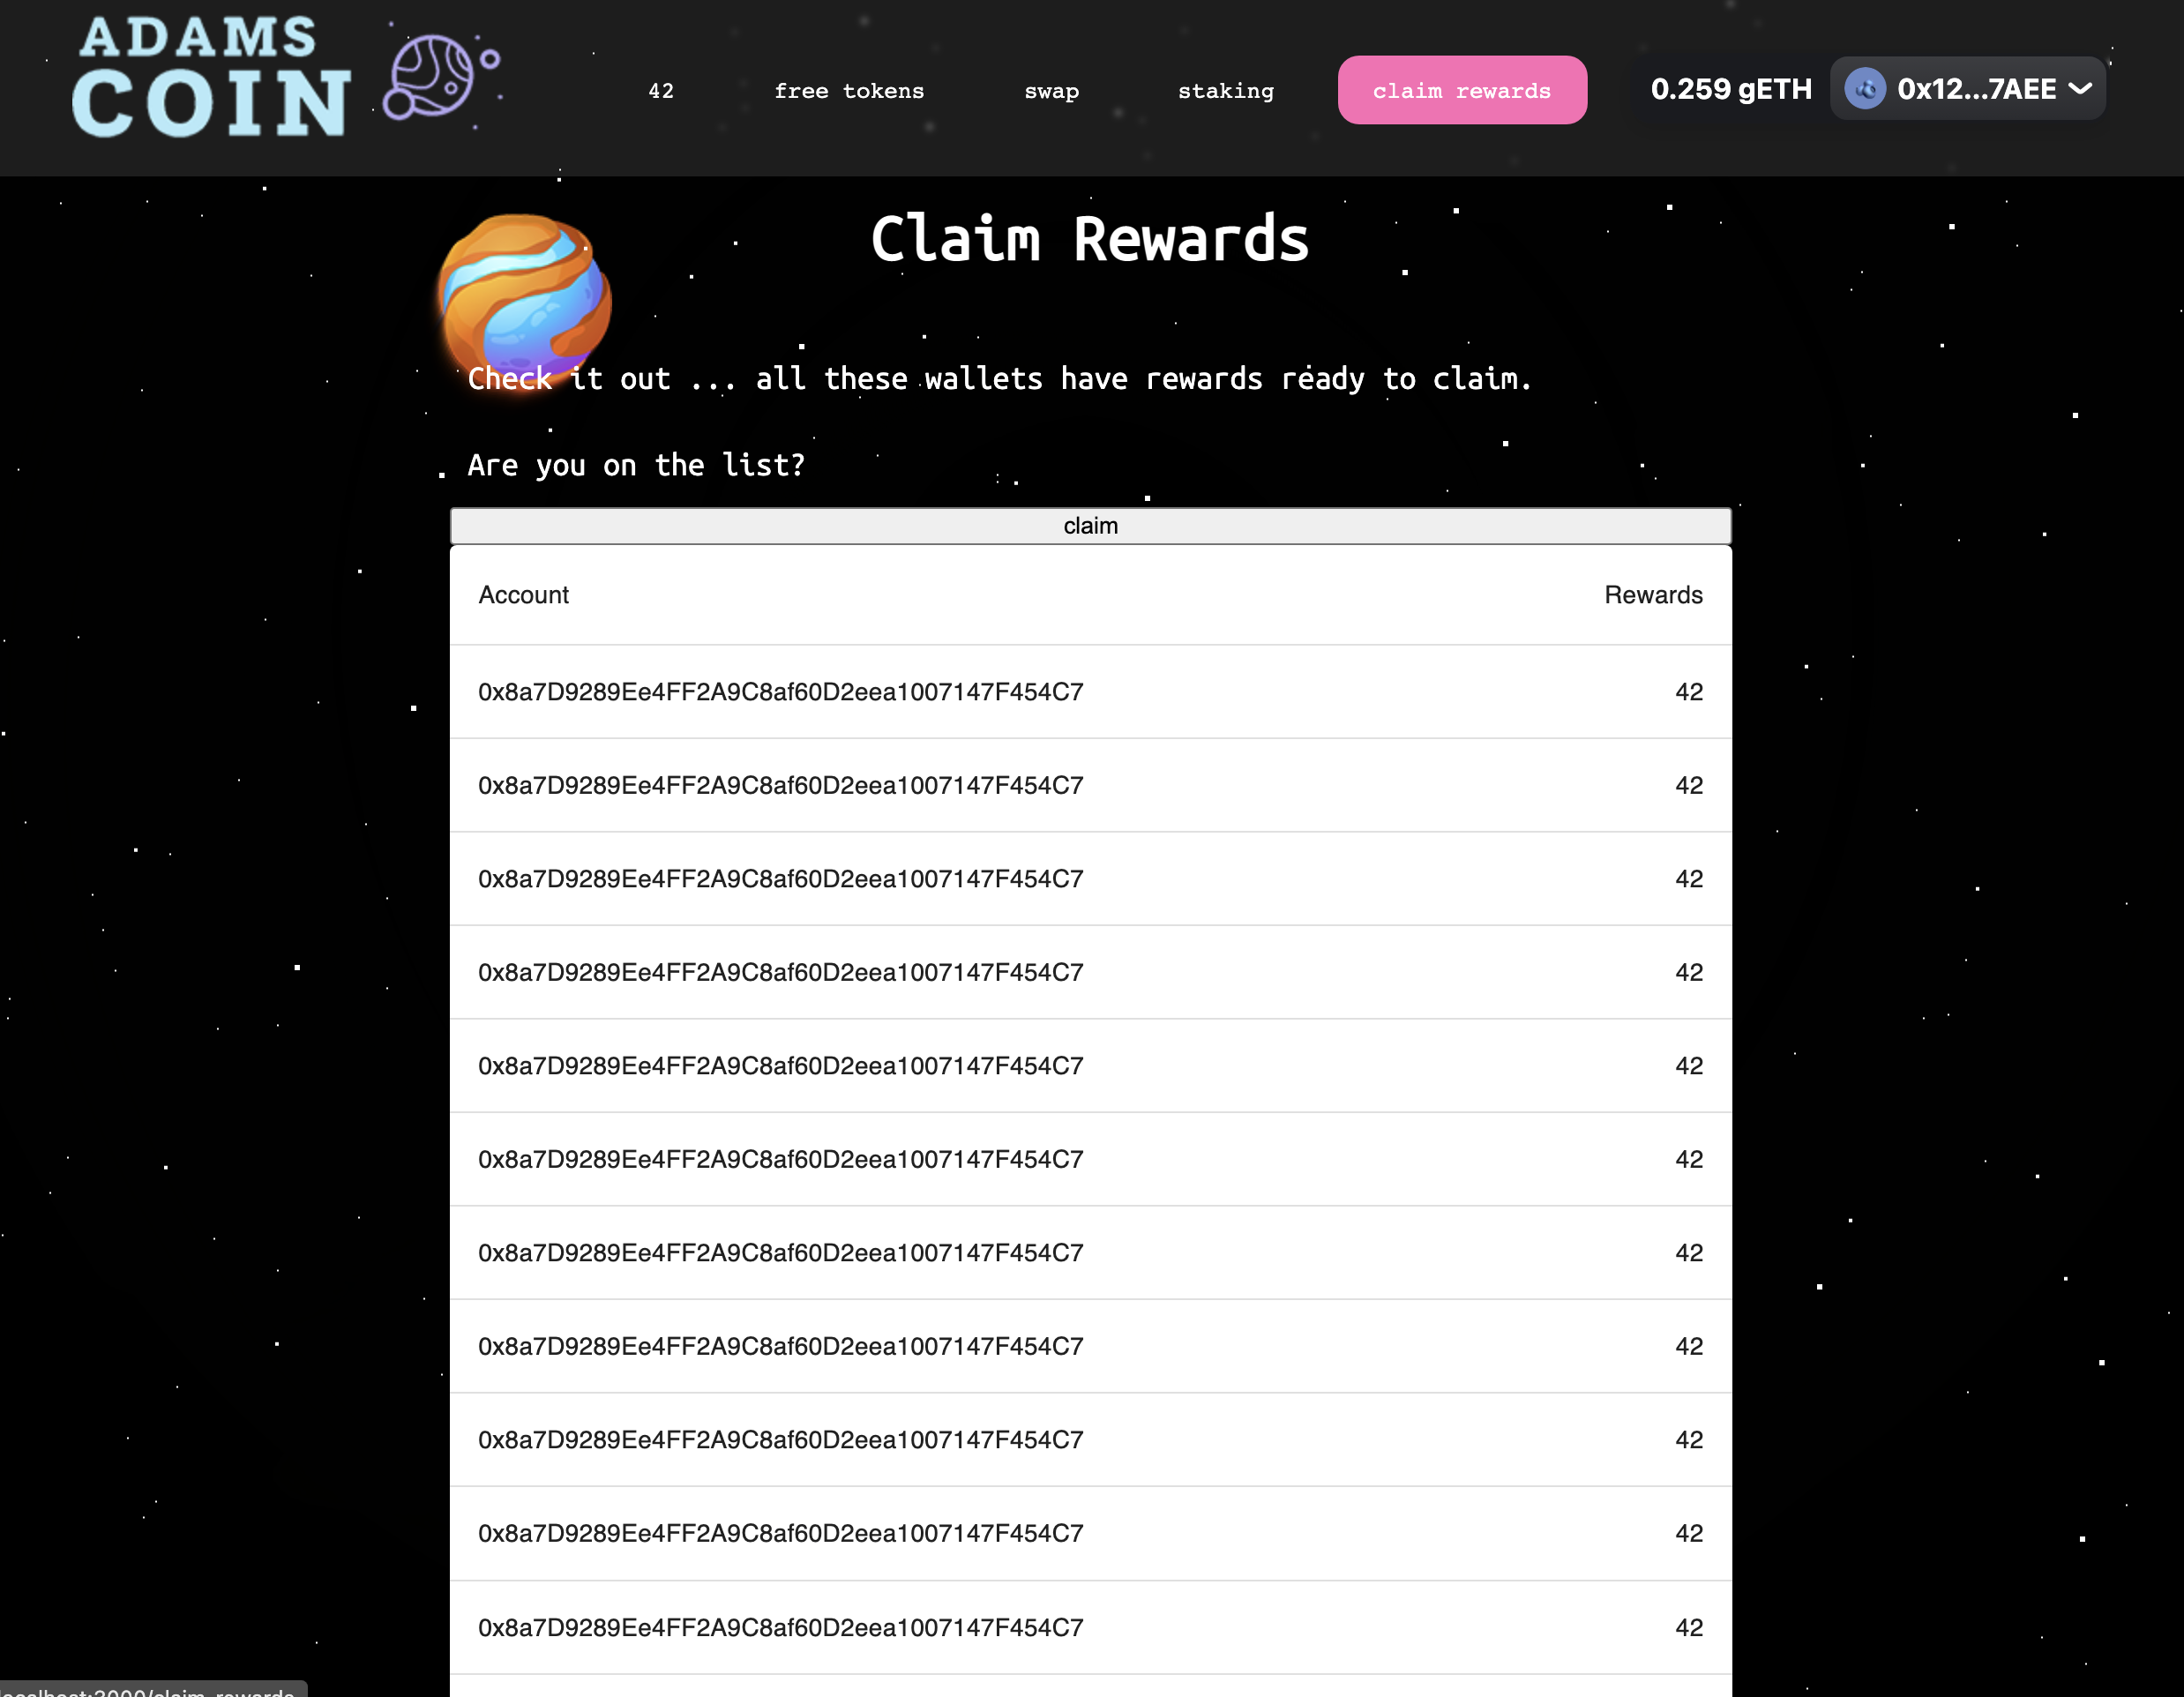 ADAMS
COIN
42 free tokens swap staking claim rewards 0.259 gETH 0x12...7AEE
Claim Rewards
Check it out ... all these wallets have rewards ready to claim.
Are you on the list?
claim
Account Rewards
0x8a7D9289Ee4FF2A9C8af60D2eea1007147F454C7 42
0x8a7D9289Ee4FF2A9C8af60D2eea1007147F454C7 42
0x8a7D9289Ee4FF2A9C8af60D2eea1007147F454C7 42
0x8a7D9289Ee4FF2A9C8af60D2eea1007147F454C7 42
0x8a7D9289Ee4FF2A9C8af60D2eea1007147F454C7 42
0x8a7D9289Ee4FF2A9C8af60D2eea1007147F454C7 42
0x8a7D9289Ee4FF2A9C8af60D2eea1007147F454C7 42
0x8a7D9289Ee4FF2A9C8af60D2eea1007147F454C7 42
0x8a7D9289Ee4FF2A9C8af60D2eea1007147F454C7 42
0x8a7D9289Ee4FF2A9C8af60D2eea1007147F454C7 42
0x8a7D9289Ee4FF2A9C8af60D2eea1007147F454C7 42
localhost:3000/claim_rewards